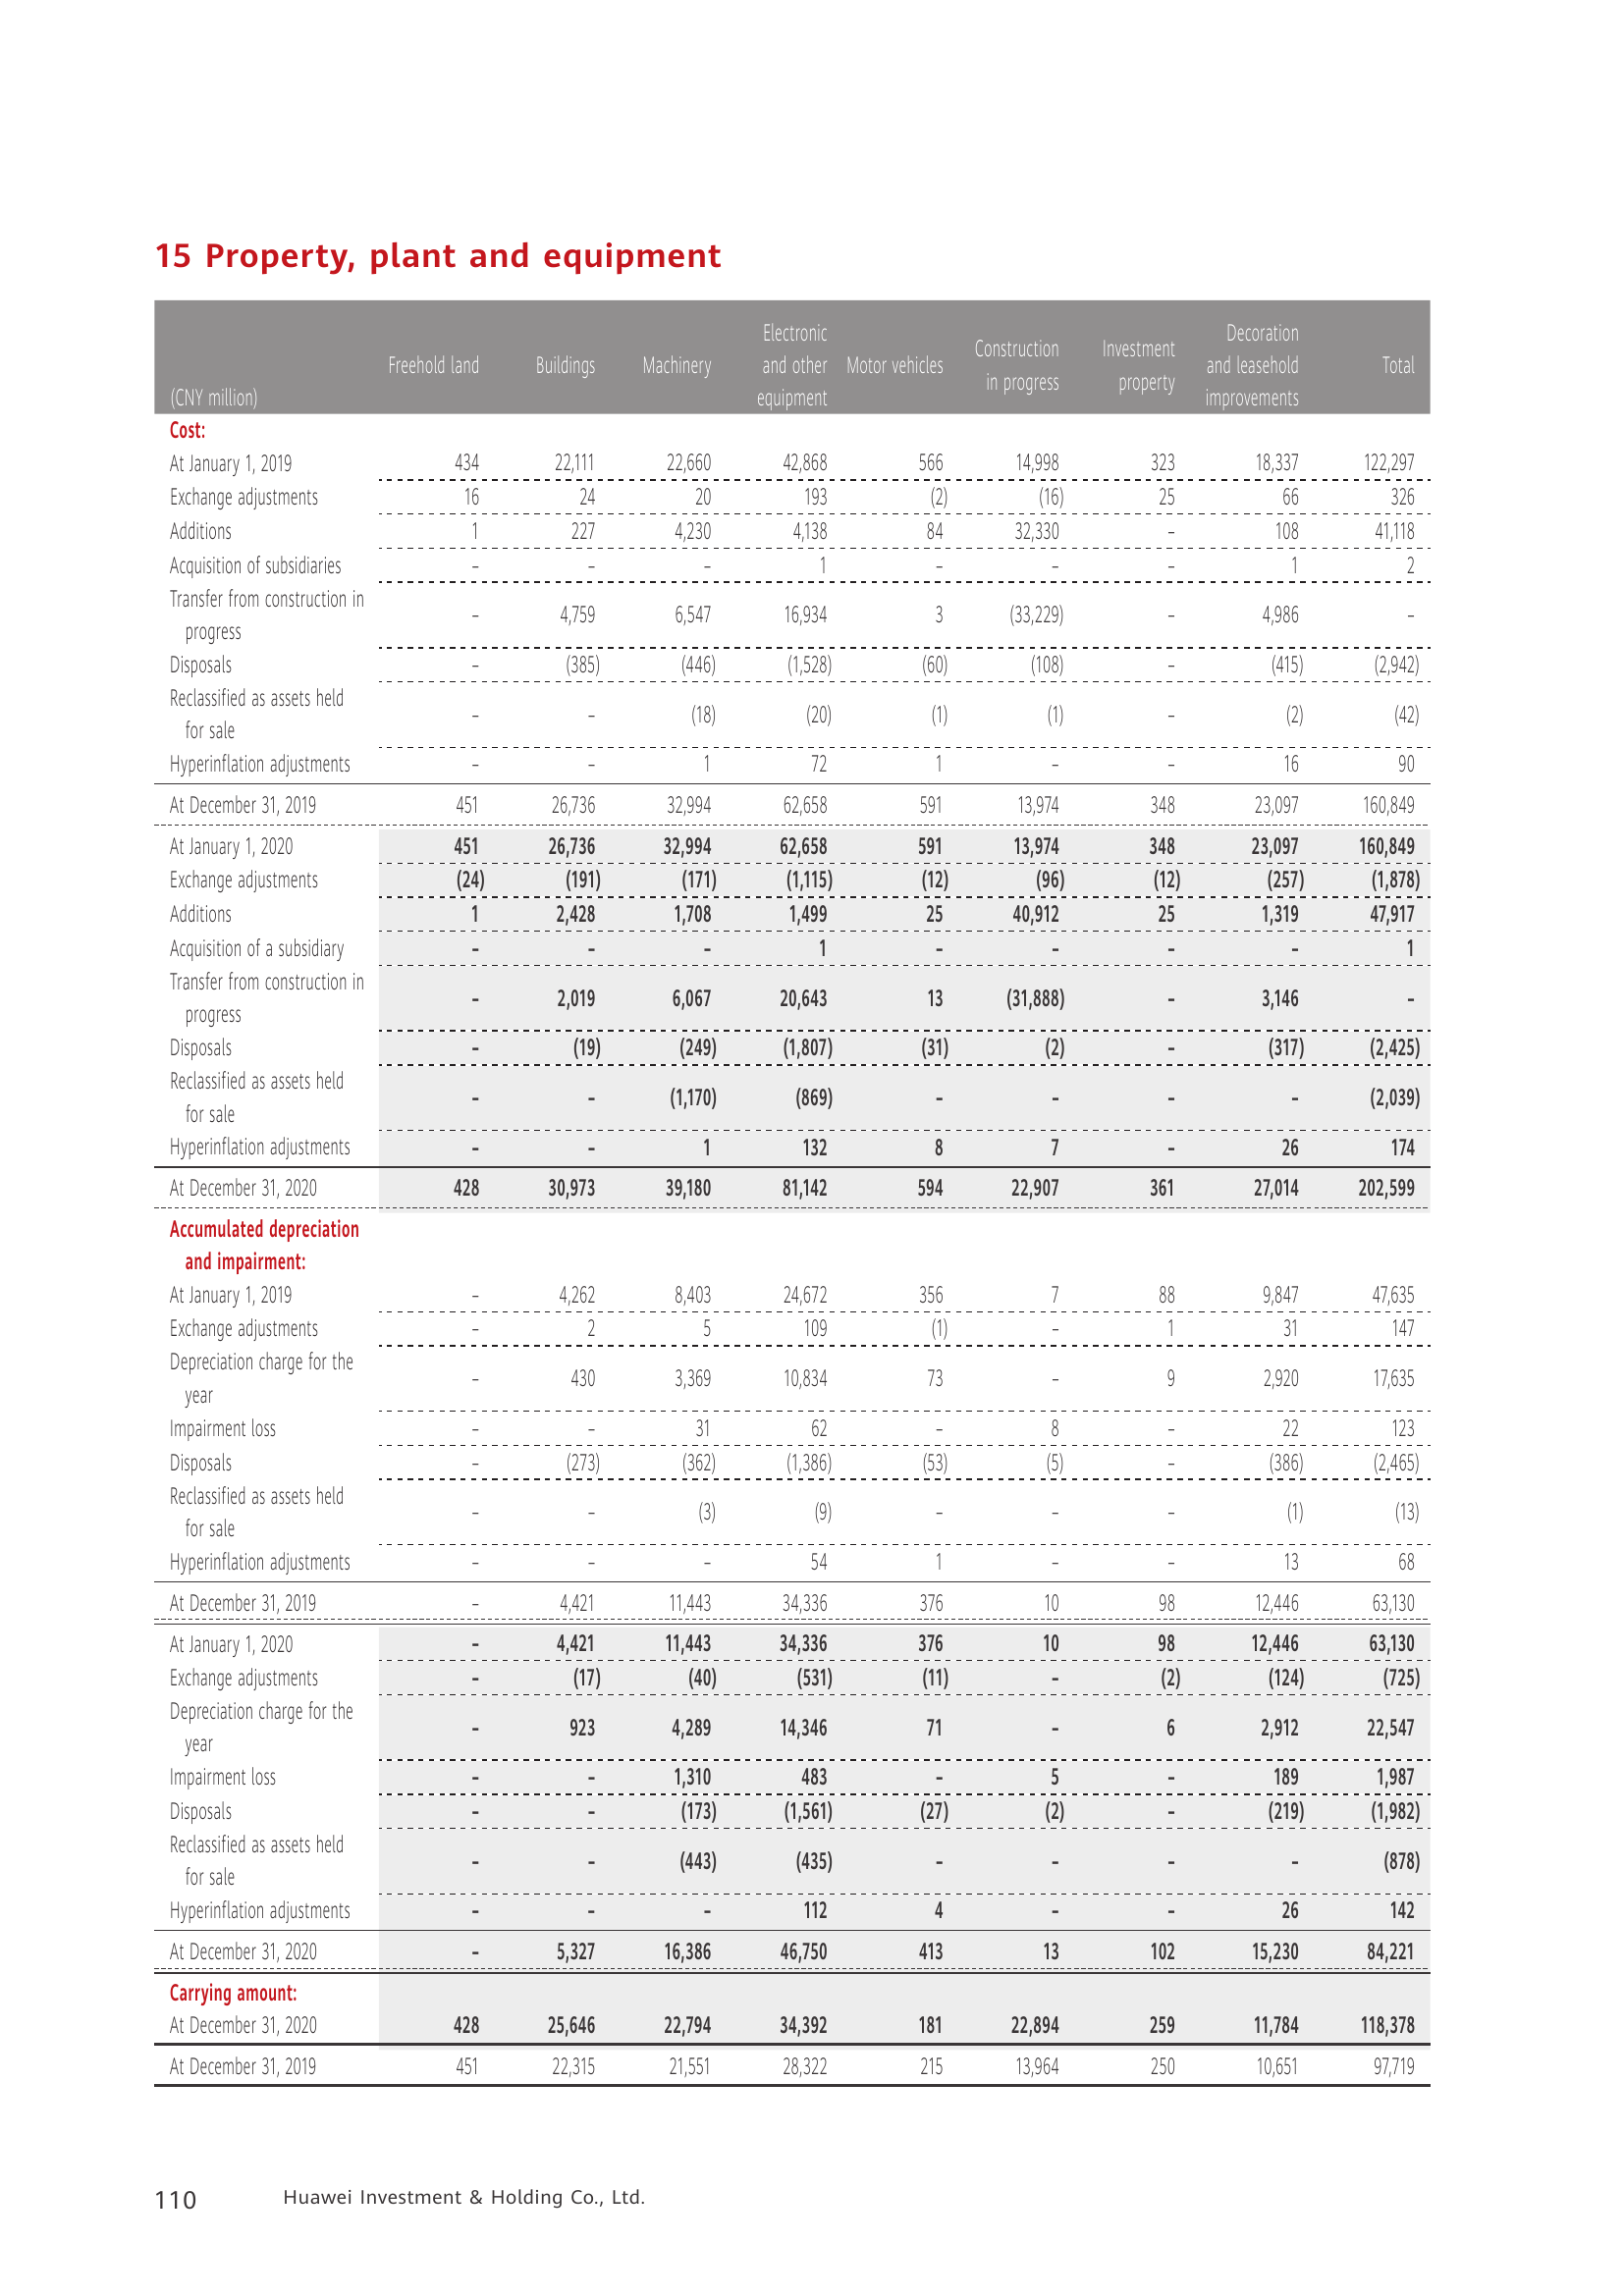 15 Property, plant and equipment
(CNY million) Freehold land Buildings Machinery Electronic and other equipment Motor vehicles Construction in progress Investment property Decoration and leasehold improvements Total
Cost:
At January 1, 2019 434 22,111 22,660 42,868 566 14,998 323 18,337 122,297
Exchange adjustments 16 24 20 193 (2) (16) 25 66 326
Additions 1 227 4,230 4,138 84 32,330 – 108 41,118
Acquisition of subsidiaries – – – 1 – – – 1 2
Transfer from construction in
progress – 4,759 6,547 16,934 3 (33,229) – 4,986 –
Disposals – (385) (446) (1,528) (60) (108) – (415) (2,942)
Reclassified as assets held
for sale – – (18) (20) (1) (1) – (2) (42)
Hyperinflation adjustments – – 1 72 1 – – 16 90
At December 31, 2019 451 26,736 32,994 62,658 591 13,974 348 23,097 160,849
At January 1, 2020 451 26,736 32,994 62,658 591 13,974 348 23,097 160,849
Exchange adjustments (24) (191) (171) (1,115) (12) (96) (12) (257) (1,878)
Additions 1 2,428 1,708 1,499 25 40,912 25 1,319 47,917
Acquisition of a subsidiary – – – 1 – – – – 1
Transfer from construction in
progress – 2,019 6,067 20,643 13 (31,888) – 3,146 –
Disposals – (19) (249) (1,807) (31) (2) – (317) (2,425)
Reclassified as assets held
for sale – – (1,170) (869) – – – – (2,039)
Hyperinflation adjustments – – 1 132 8 7 – 26 174
At December 31, 2020 428 30,973 39,180 81,142 594 22,907 361 27,014 202,599
Accumulated depreciation
and impairment:
At January 1, 2019 – 4,262 8,403 24,672 356 7 88 9,847 47,635
Exchange adjustments – 2 5 109 (1) – 1 31 147
Depreciation charge for the
year – 430 3,369 10,834 73 – 9 2,920 17,635
Impairment loss – – 31 62 – 8 – 22 123
Disposals – (273) (362) (1,386) (53) (5) – (386) (2,465)
Reclassified as assets held
for sale – – (3) (9) – – – (1) (13)
Hyperinflation adjustments – – – 54 1 – – 13 68
At December 31, 2019 – 4,421 11,443 34,336 376 10 98 12,446 63,130
At January 1, 2020 – 4,421 11,443 34,336 376 10 98 12,446 63,130
Exchange adjustments – (17) (40) (531) (11) – (2) (124) (725)
Depreciation charge for the
year – 923 4,289 14,346 71 – 6 2,912 22,547
Impairment loss – – 1,310 483 – 5 – 189 1,987
Disposals – – (173) (1,561) (27) (2) – (219) (1,982)
Reclassified as assets held
for sale – – (443) (435) – – – – (878)
Hyperinflation adjustments – – – 112 4 – – 26 142
At December 31, 2020 – 5,327 16,386 46,750 413 13 102 15,230 84,221
Carrying amount:
At December 31, 2020 428 25,646 22,794 34,392 181 22,894 259 11,784 118,378
At December 31, 2019 451 22,315 21,551 28,322 215 13,964 250 10,651 97,719
110 Huawei Investment & Holding Co., Ltd.